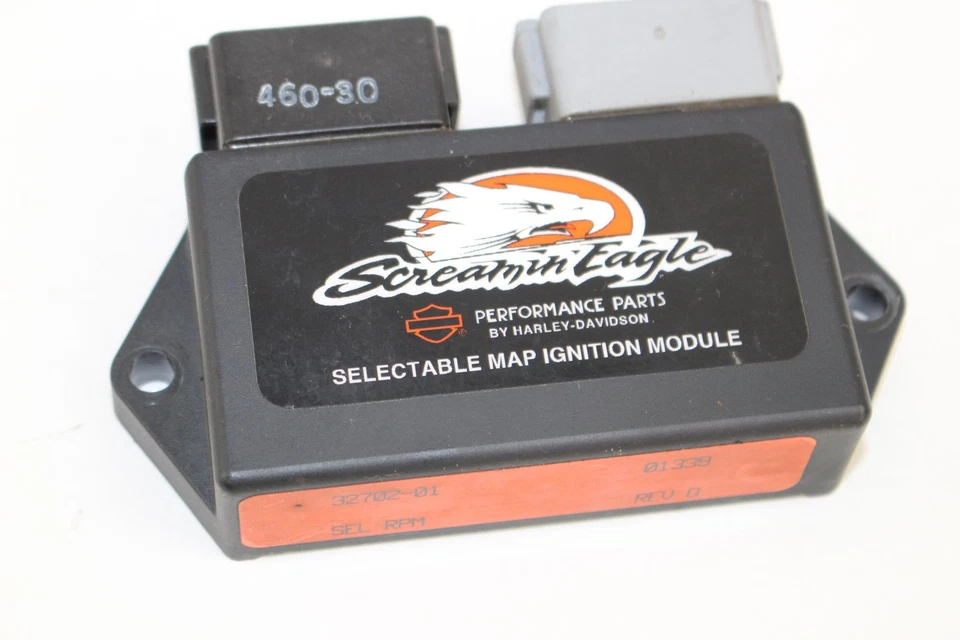 460-30
Screamin' Eagle
PERFORMANCE PARTS
BY HARLEY-DAVIDSON
SELECTABLE MAP IGNITION MODULE
32702-01 01339
SEL RPM REV D